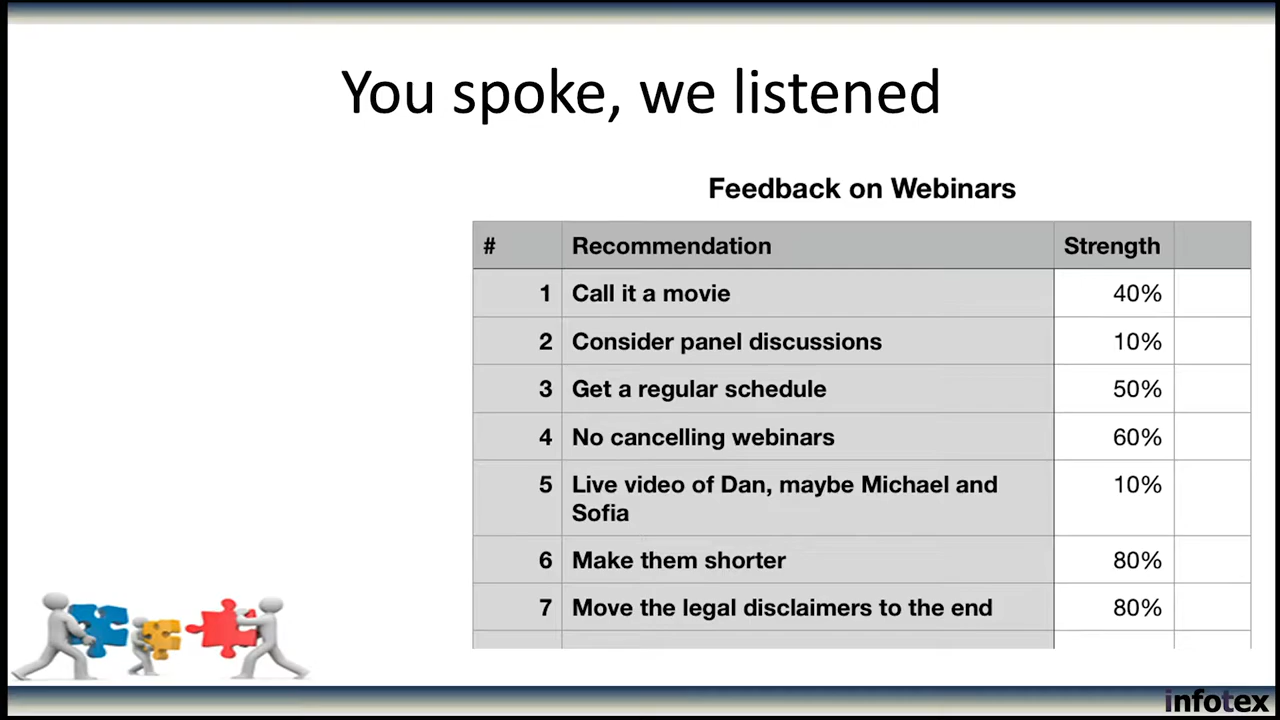 You spoke, we listened
Feedback on Webinars
# Recommendation Strength
1 Call it a movie 40%
2 Consider panel discussions 10%
3 Get a regular schedule 50%
4 No cancelling webinars 60%
5 Live video of Dan, maybe Michael and 10%
Sofia
6 Make them shorter 80%
7 Move the legal disclaimers to the end 80%
infotex